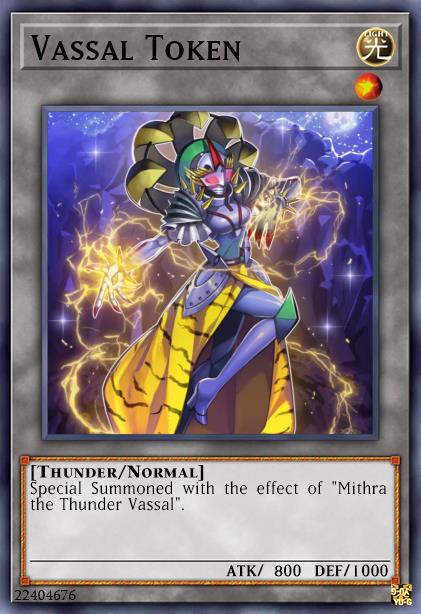 Vassal Token
LIGHT
光
[Thunder/Normal]
Special Summoned with the effect of "Mithra
the Thunder Vassal".
ATK/ 800 DEF/1000
22404676